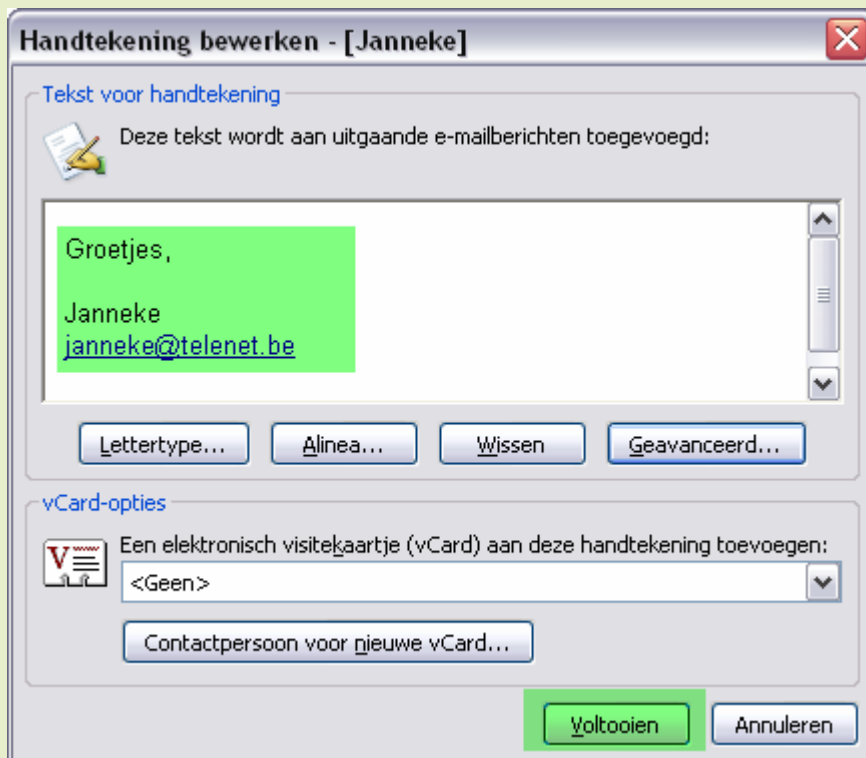 Handtekening bewerken - [Janneke]
Tekst voor handtekening
Deze tekst wordt aan uitgaande e-mailberichten toegevoegd:
Groetjes,
Janneke
janneke@telenet.be
Lettertype... Alinea... Wissen Geavanceerd...
vCard-opties
Een elektronisch visitekaartje (vCard) aan deze handtekening toevoegen:
<Geen>
Contactpersoon voor nieuwe vCard...
Voltooien Annuleren